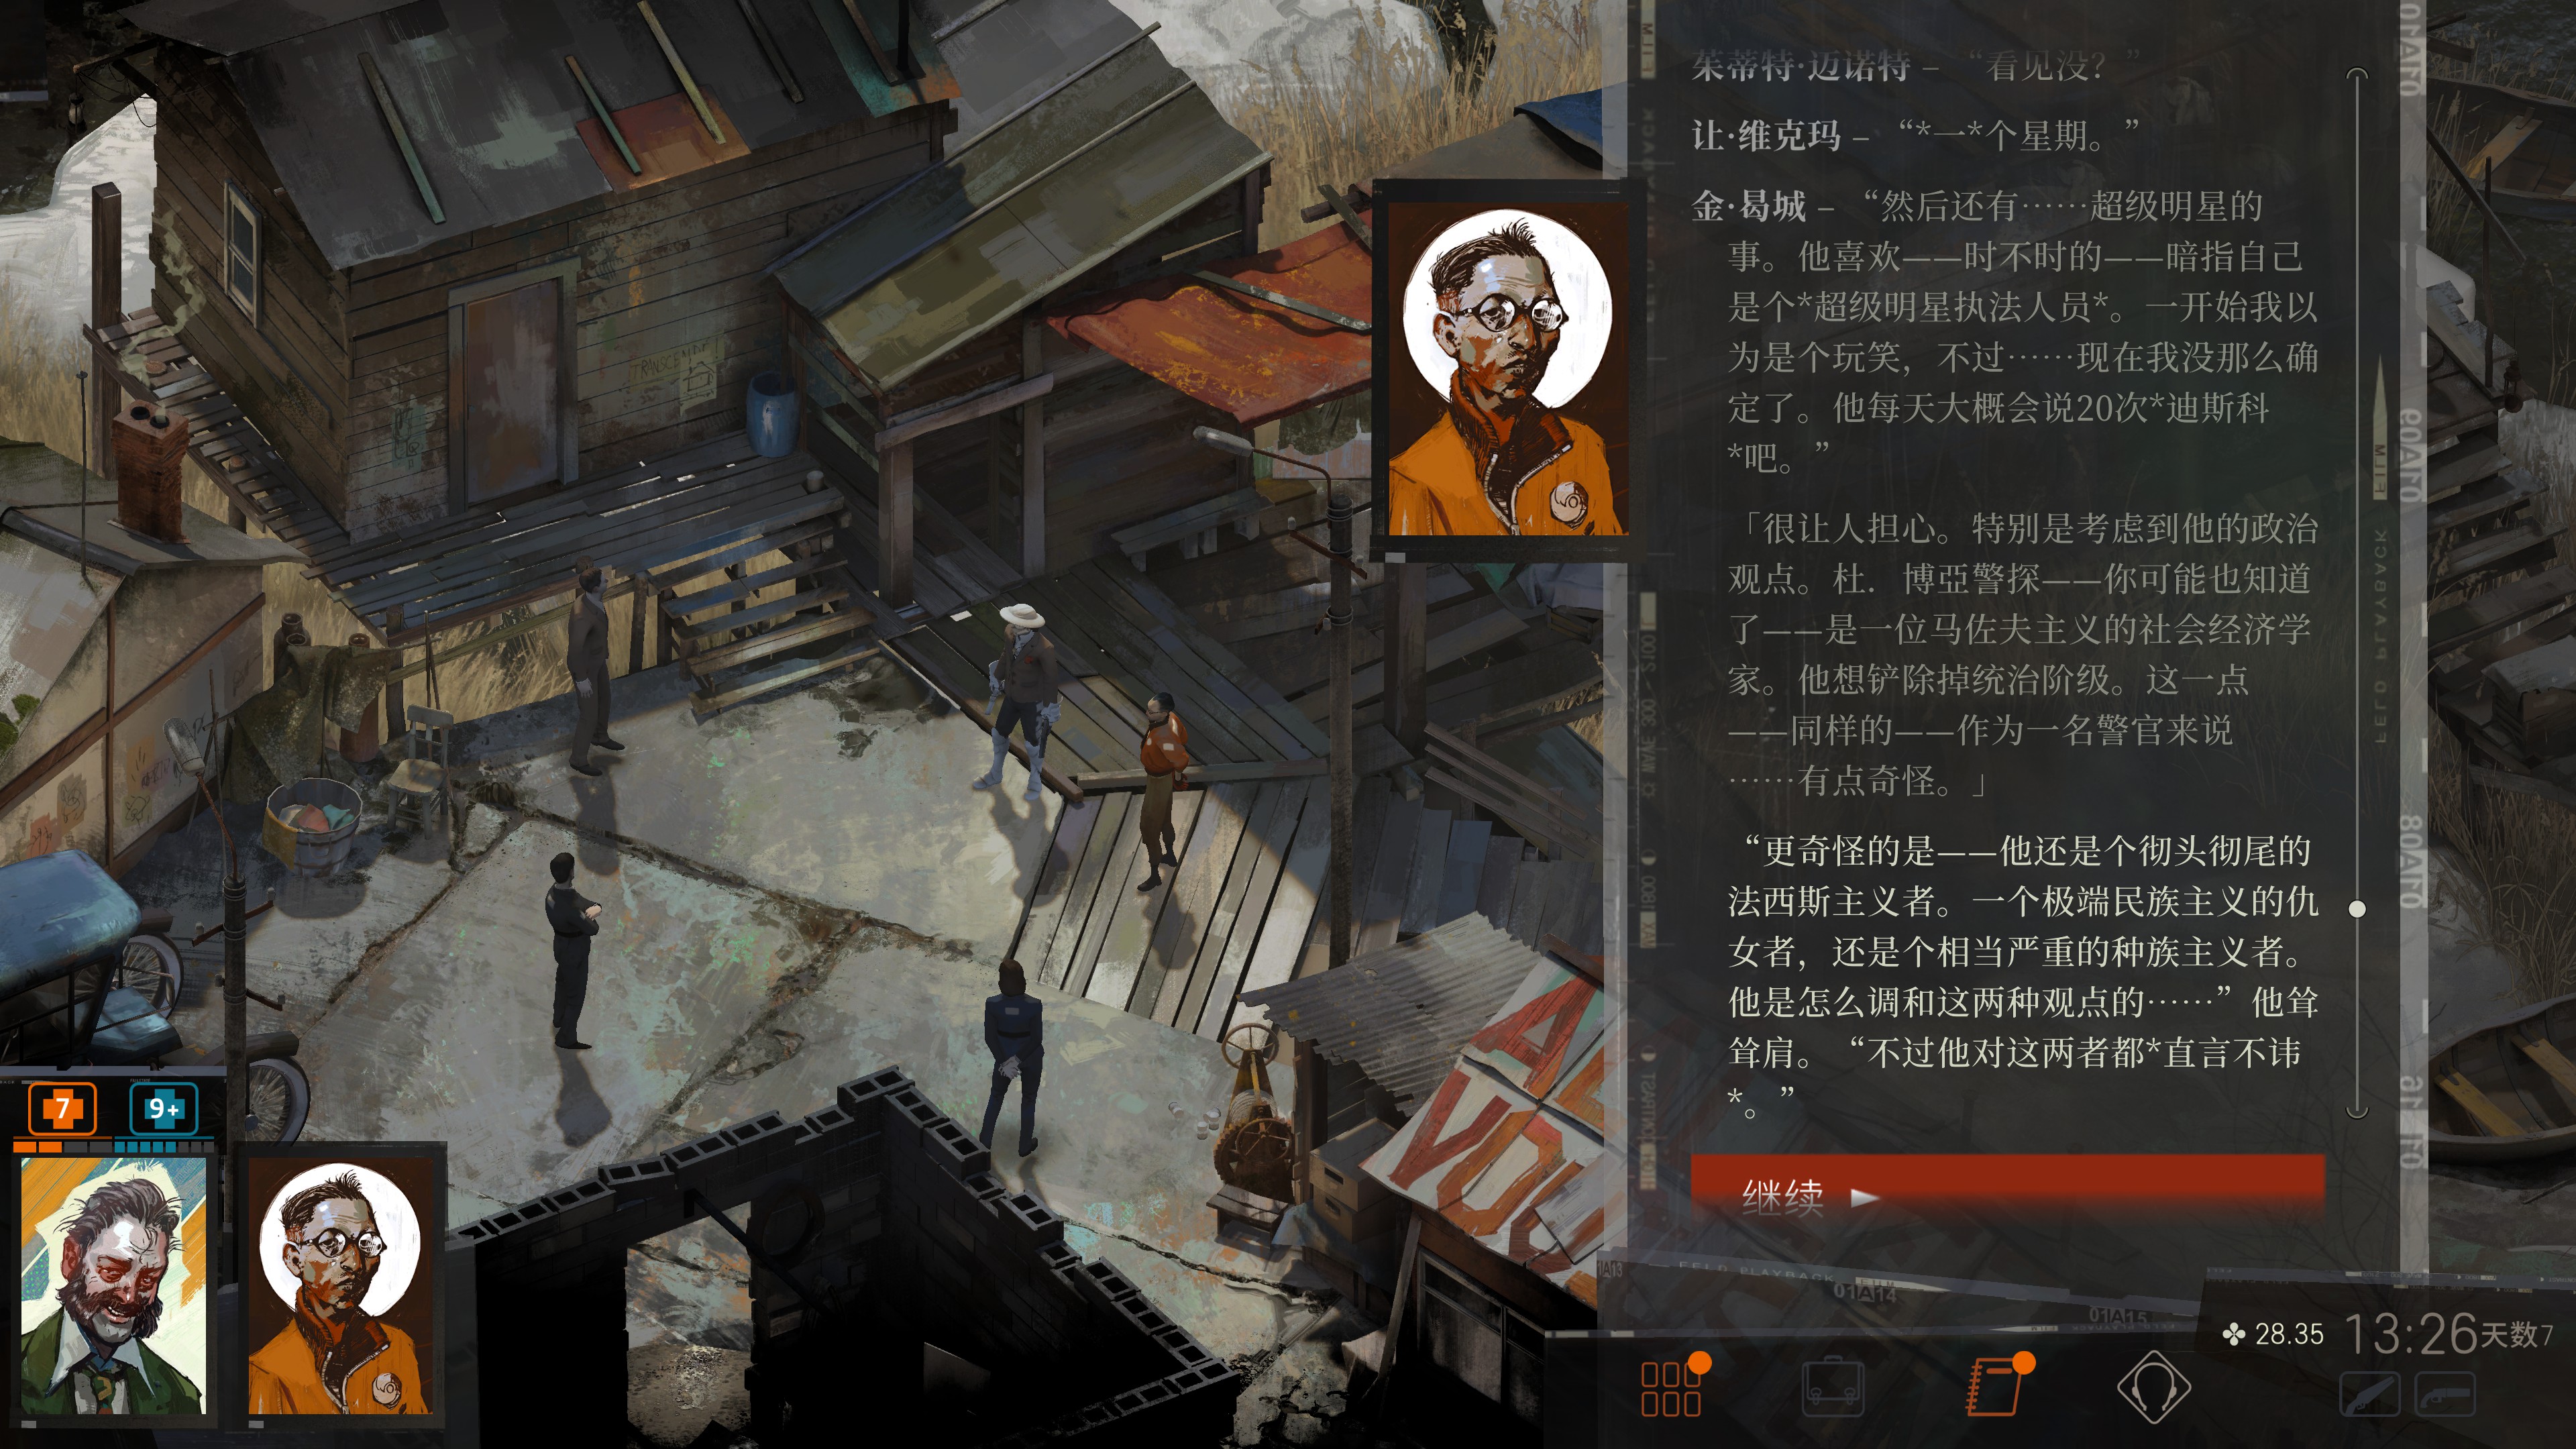 茱蒂特·迈诺特 – “看见没？”
让·维克玛 – “*一*个星期。”
金·曷城 – “然后还有……超级明星的
事。他喜欢——时不时的——暗指自己
是个*超级明星执法人员*。一开始我以
为是个玩笑，不过……现在我没那么确
定了。他每天大概会说20次*迪斯科
*吧。”
「很让人担心。特别是考虑到他的政治
观点。杜．博亞警探——你可能也知道
了——是一位马佐夫主义的社会经济学
家。他想铲除掉统治阶级。这一点
——同样的——作为一名警官来说
……有点奇怪。」
“更奇怪的是——他还是个彻头彻尾的
法西斯主义者。一个极端民族主义的仇
女者，还是个相当严重的种族主义者。
他是怎么调和这两种观点的……”他耸
耸肩。“不过他对这两者都*直言不讳
*。”
继续
7
9+
FIELD PLAYBACK
01A14
01A15
28.35
13:26天数7